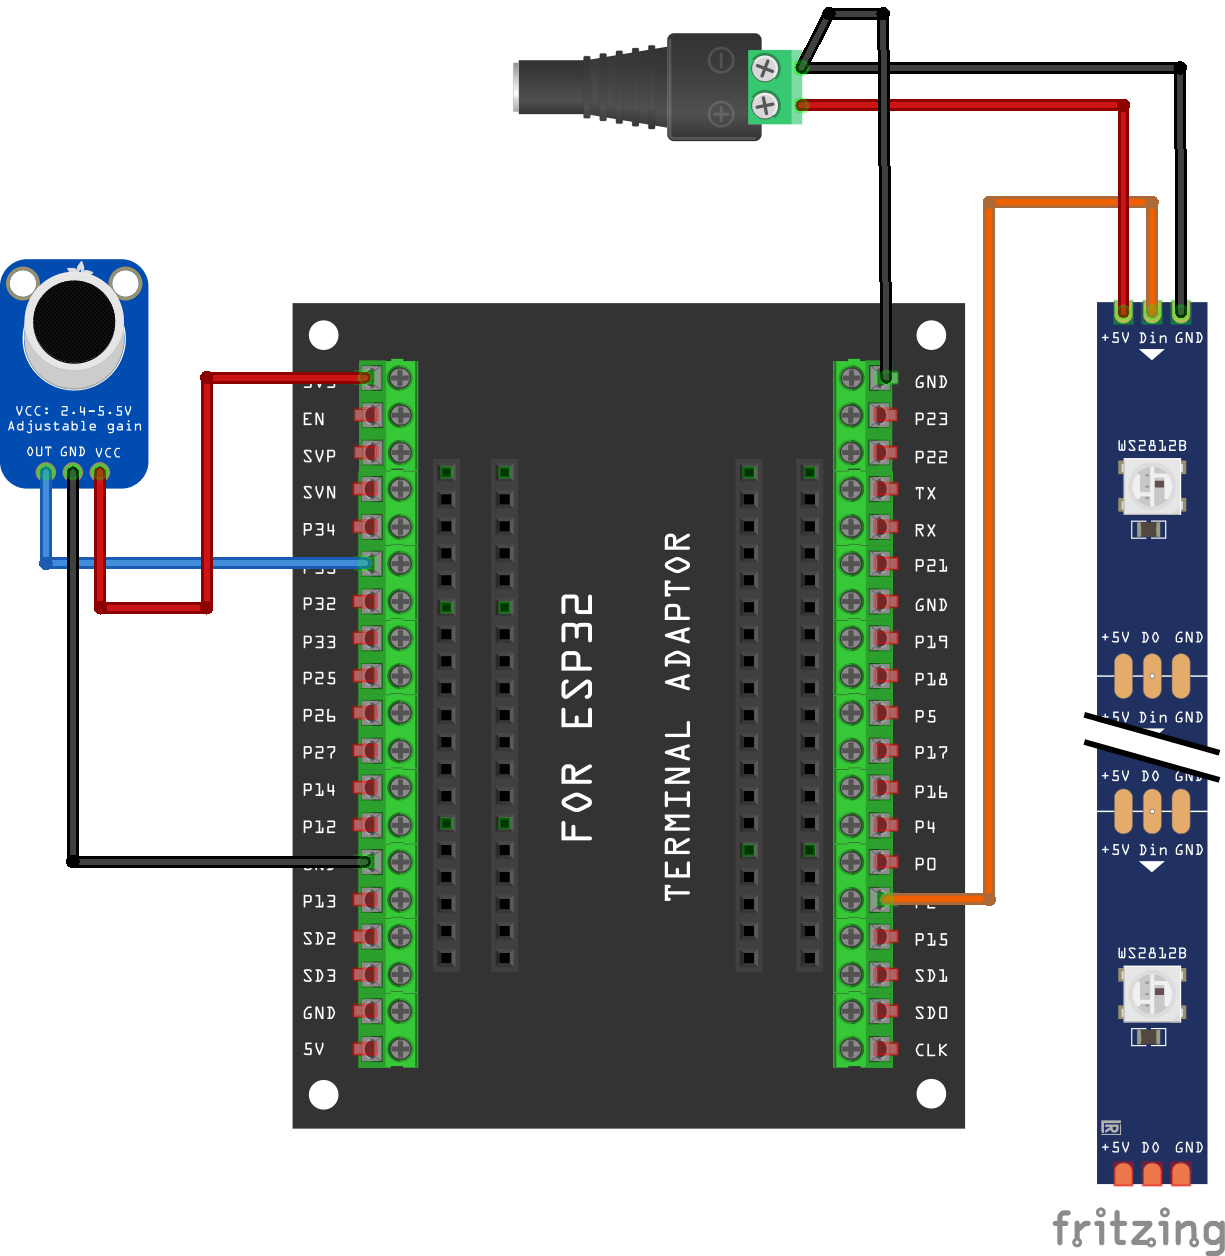 VCC: 2.4-5.5V
Adjustable gain
OUT GND VCC
EN
SVP
SVN
P34
P32
P33
P25
P26
P27
P14
P12
P13
SD2
SD3
GND
5V
FOR ESP32
TERMINAL ADAPTOR
GND
P23
P22
TX
RX
P21
GND
P19
P18
P5
P17
P16
P4
P0
P15
SD1
SD0
CLK
+5V Din GND
WS2812B
+5V DO GND
+5V Din GND
+5V DO GND
+5V Din GND
WS2812B
+5V DO GND
fritzing